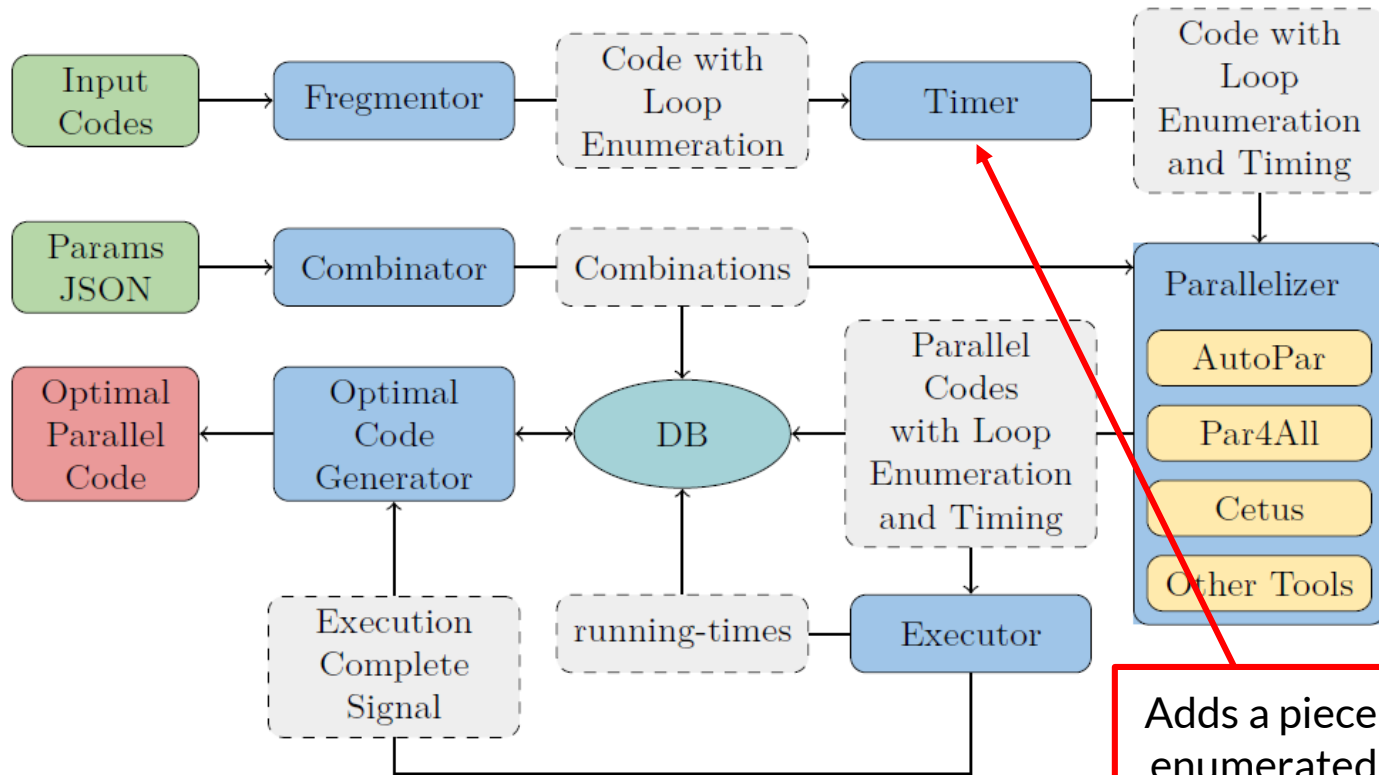 Input
Codes
Fregmentor
Code with
Loop
Enumeration
Timer
Code with
Loop
Enumeration
and Timing
Params
JSON
Combinator
Combinations
Parallelizer
AutoPar
Par4All
Cetus
Other Tools
Optimal
Parallel
Code
Optimal
Code
Generator
DB
Parallel
Codes
with Loop
Enumeration
and Timing
Execution
Complete
Signal
running-times
Executor
Adds a piece
enumerated